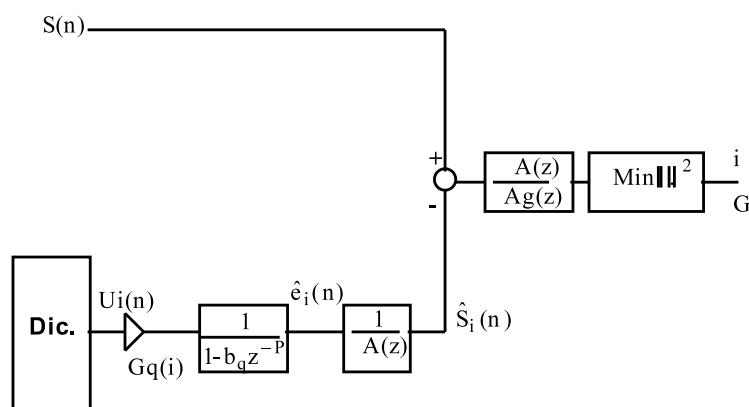 S(n)
+
-
A(z)
Ag(z)
Min‖ ‖²
i
G
Dic.
Ui(n)
Gq(i)
1
1-b_q z^{-P}
ê_i(n)
1
A(z)
Ŝ_i(n)